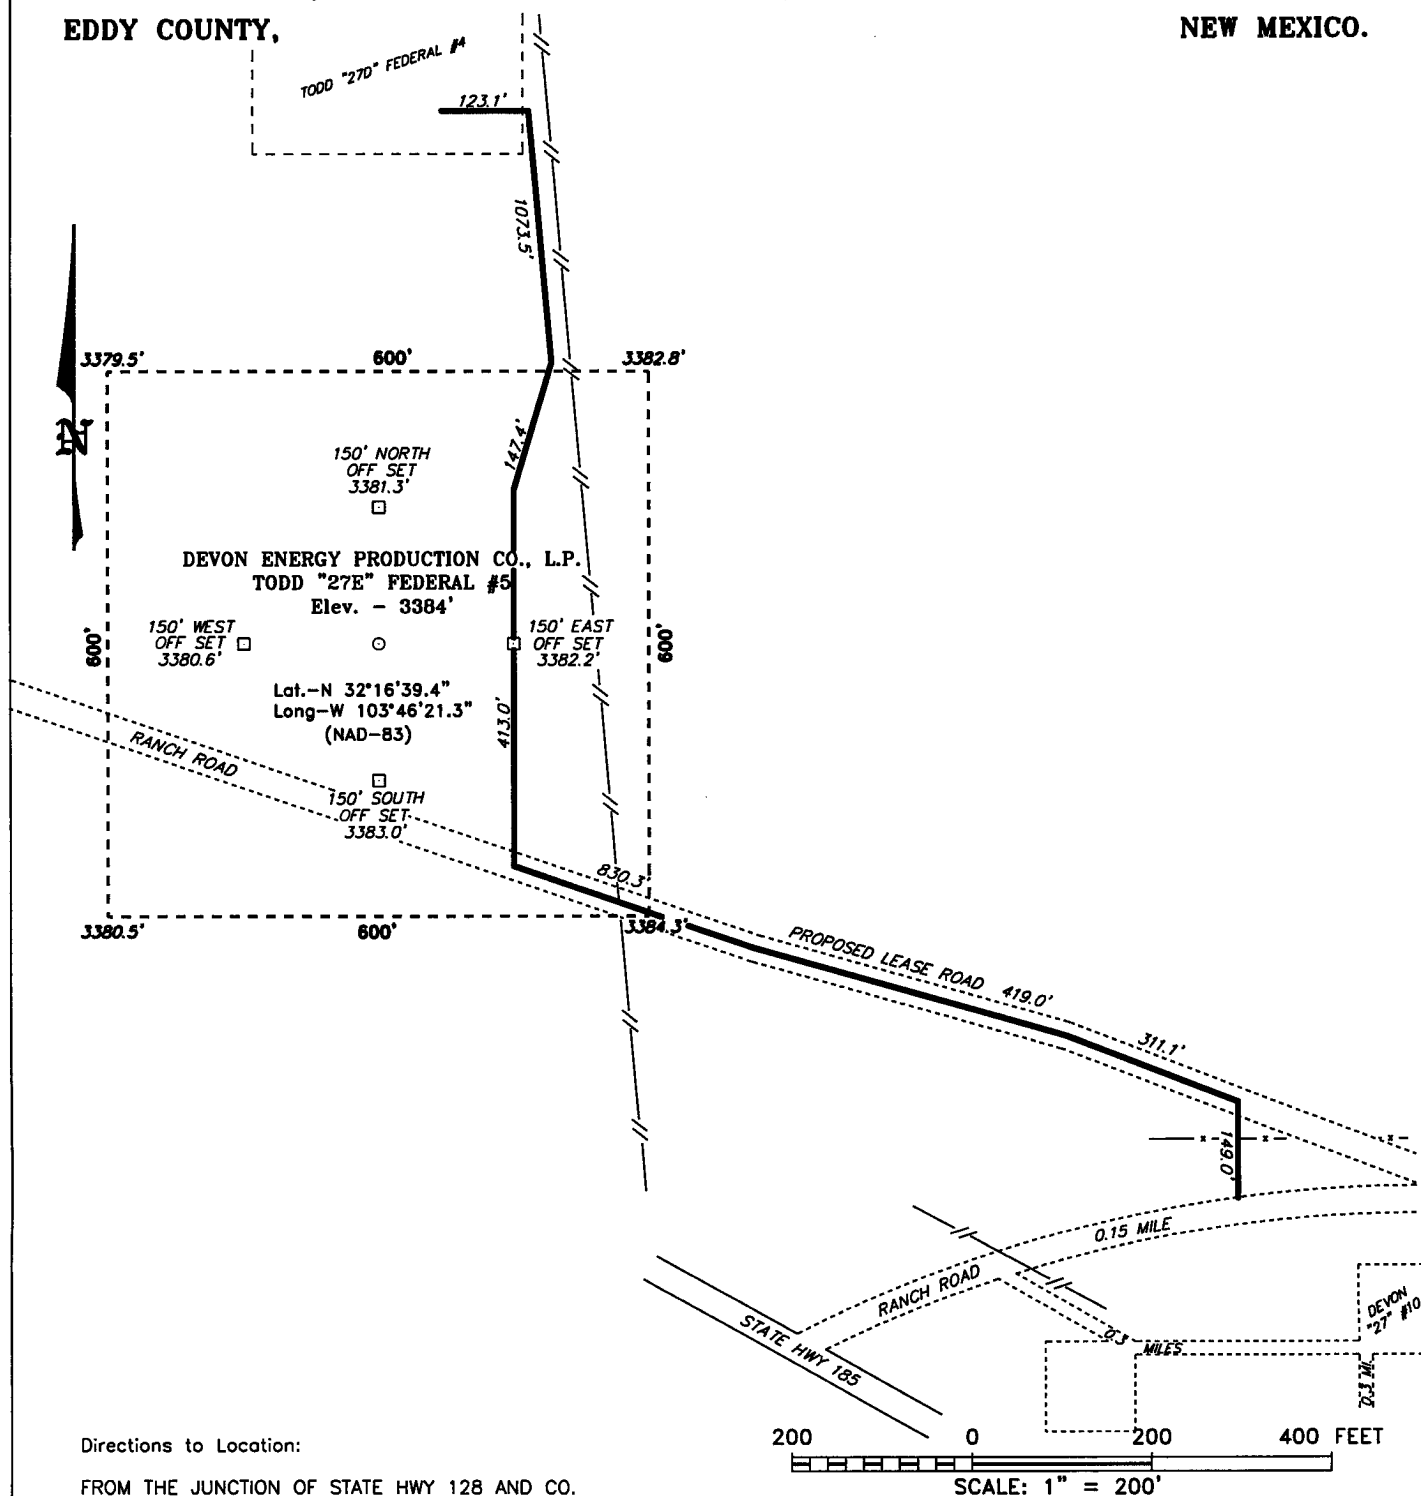 EDDY COUNTY,
NEW MEXICO.
TODD "27D" FEDERAL #4
123.1'
1073.5'
3379.5'
600'
3382.8'
N
147.4'
150' NORTH
OFF SET
3381.3'
DEVON ENERGY PRODUCTION CO., L.P.
TODD "27E" FEDERAL #5
Elev. - 3384'
600'
150' WEST
OFF SET
3380.6'
150' EAST
OFF SET
3382.2'
600'
Lat.-N 32°16'39.4"
Long-W 103°46'21.3"
(NAD-83)
413.0'
RANCH ROAD
150' SOUTH
OFF SET
3383.0'
830.3'
3380.5'
600'
3384.3'
PROPOSED LEASE ROAD 419.0'
311.1'
149.0'
0.15 MILE
RANCH ROAD
STATE HWY 185
0.3 MILES
DEVON
"27" #10
0.3 MI.
Directions to Location:
FROM THE JUNCTION OF STATE HWY 128 AND CO.
200 0 200 400 FEET
SCALE: 1" = 200'